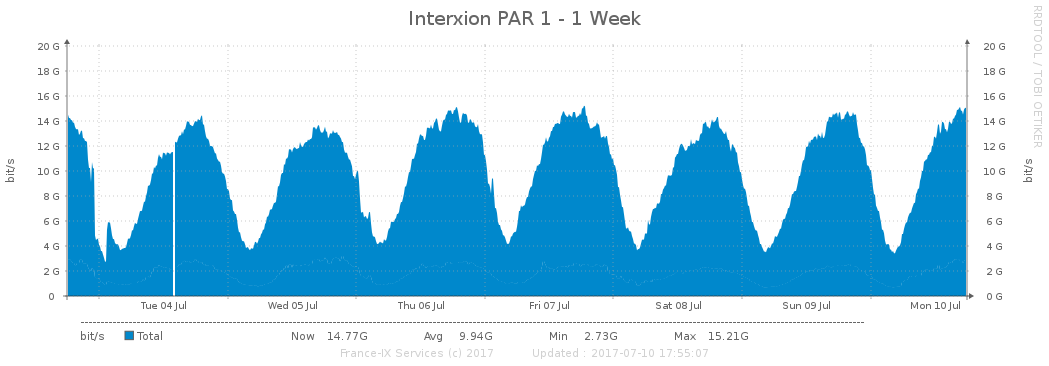 Interxion PAR 1 - 1 Week
RRDTOOL / TOBI OETIKER
bit/s
20 G 20 G
18 G 18 G
16 G 16 G
14 G 14 G
12 G 12 G
10 G 10 G
8 G 8 G
6 G 6 G
4 G 4 G
2 G 2 G
0 0 G
bit/s
Tue 04 Jul Wed 05 Jul Thu 06 Jul Fri 07 Jul Sat 08 Jul Sun 09 Jul Mon 10 Jul
bit/s Total Now 14.77G Avg 9.94G Min 2.73G Max 15.21G
France-IX Services (c) 2017 Updated : 2017-07-10 17:55:07